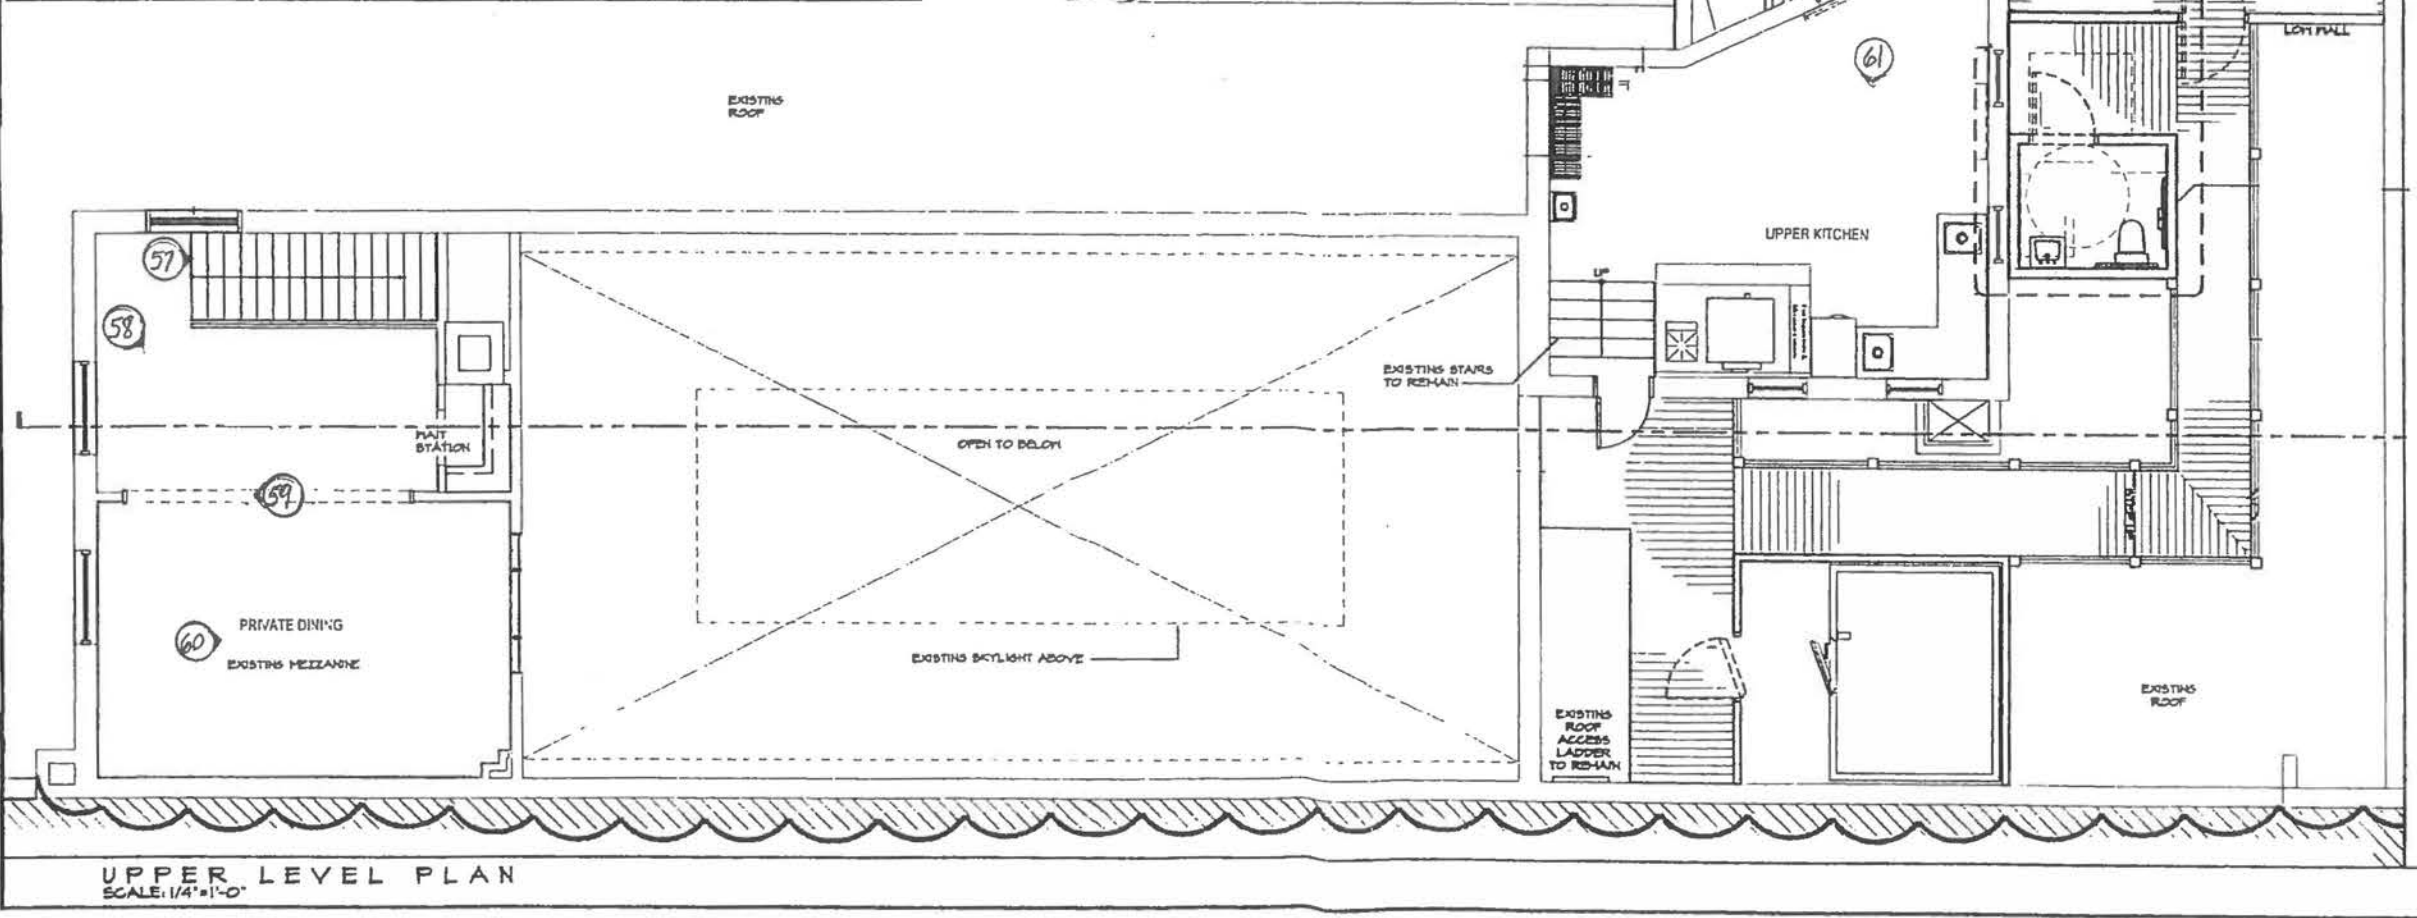 LOW WALL
61
EXISTING
ROOF
UPPER KITCHEN
57
UP
58
EXISTING STAIRS
TO REMAIN
WAIT
STATION
OPEN TO BELOW
59
PRIVATE DINING
60
EXISTING MEZZANINE
EXISTING SKYLIGHT ABOVE
EXISTING
ROOF
EXISTING
ROOF
ACCESS
LADDER
TO REMAIN
UPPER LEVEL PLAN
SCALE: 1/4"=1'-0"